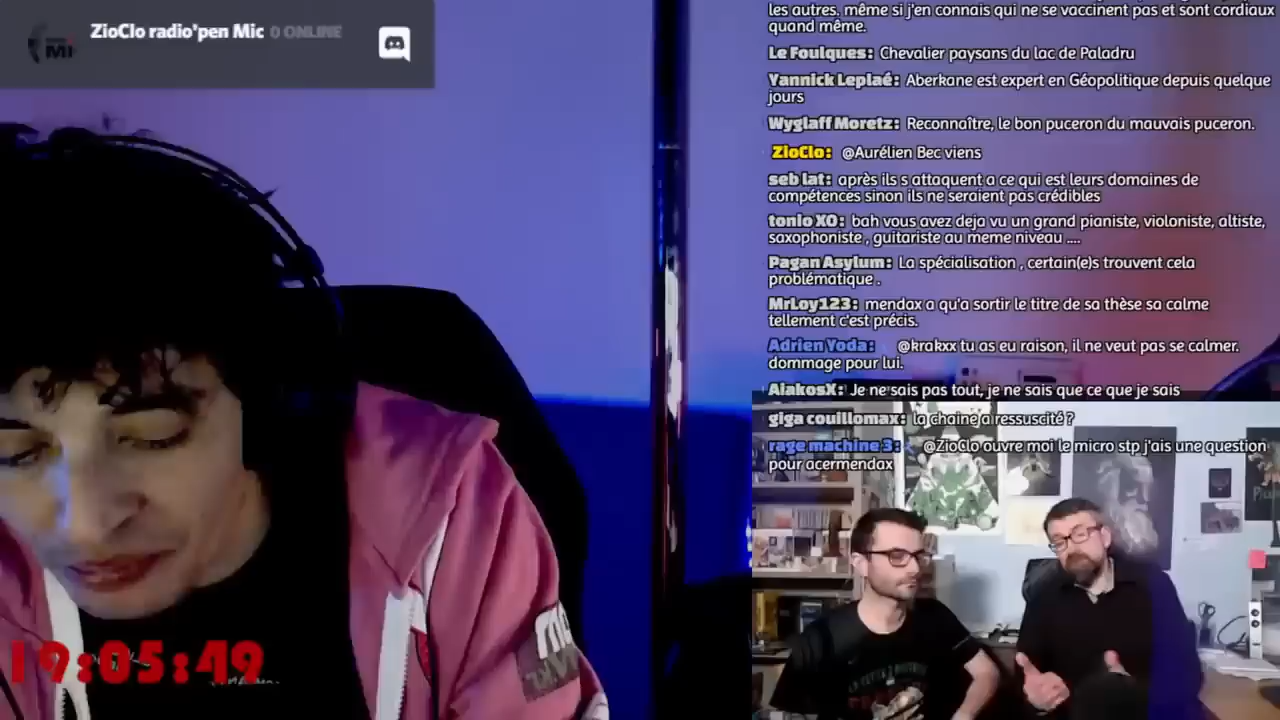 ZioClo radio'pen Mic 0 ONLINE
MI
les autres. même si j'en connais qui ne se vaccinent pas et sont cordiaux
quand même.
Le Foulques: Chevalier paysans du lac de Paladru
Yannick Leplaé: Aberkane est expert en Géopolitique depuis quelque
jours
Wyglaff Moretz: Reconnaître, le bon puceron du mauvais puceron.
ZioClo: @Aurélien Bec viens
seb lat: après ils s attaquent a ce qui est leurs domaines de
compétences sinon ils ne seraient pas crédibles
tonio XO: bah vous avez deja vu un grand pianiste, violoniste, altiste,
saxophoniste , guitariste au meme niveau ....
Pagan Asylum: La spécialisation , certain(e)s trouvent cela
problématique .
MrLoy123: mendax a qu'a sortir le titre de sa thèse sa calme
tellement c'est précis.
Adrien Yoda: @krakxx tu as eu raison, il ne veut pas se calmer.
dommage pour lui.
AlakosX: Je ne sais pas tout, je ne sais que ce que je sais
giga couillomax: la chaine a ressuscité ?
rage machine 3: @ZioClo ouvre moi le micro stp j'ais une question
pour acermendax
19:05:49